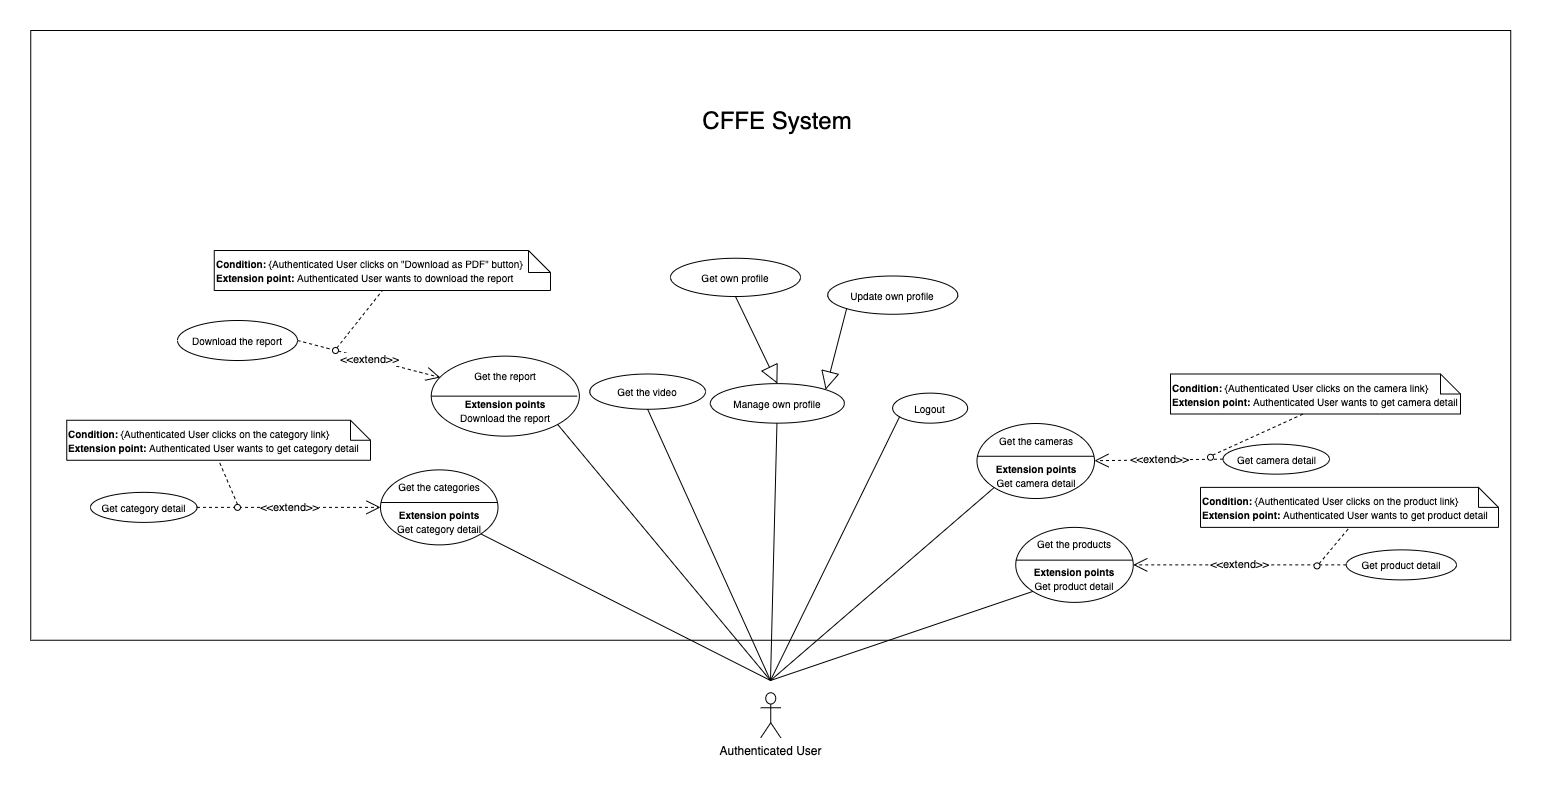 CFFE System
Condition: {Authenticated User clicks on "Download as PDF" button}
Extension point: Authenticated User wants to download the report
Get own profile
Update own profile
Download the report
<<extend>>
Get the report
Extension points
Download the report
Get the video
Manage own profile
Logout
Condition: {Authenticated User clicks on the camera link}
Extension point: Authenticated User wants to get camera detail
Condition: {Authenticated User clicks on the category link}
Extension point: Authenticated User wants to get category detail
Get the cameras
Extension points
Get camera detail
<<extend>>
Get camera detail
Get category detail
<<extend>>
Get the categories
Extension points
Get category detail
Condition: {Authenticated User clicks on the product link}
Extension point: Authenticated User wants to get product detail
Get the products
Extension points
Get product detail
<<extend>>
Get product detail
Authenticated User